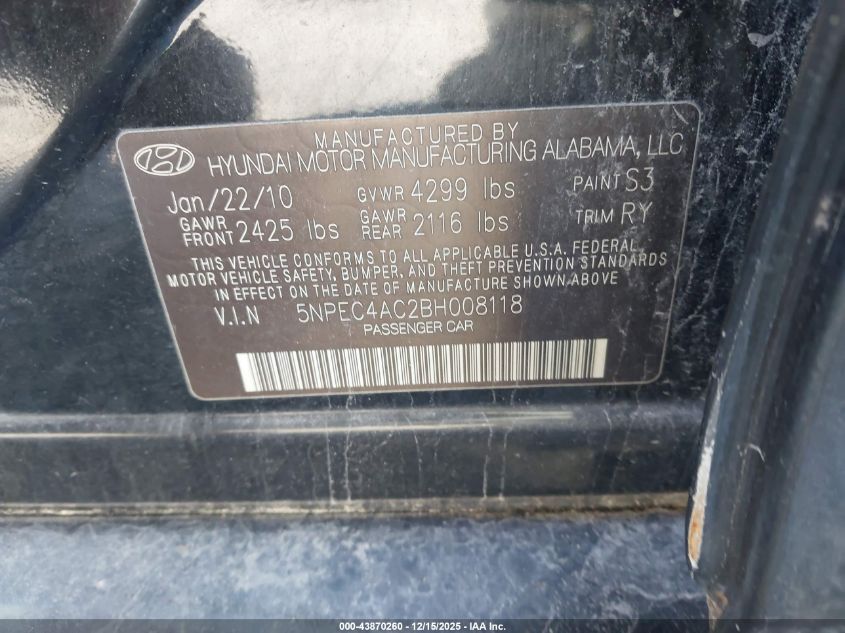 MANUFACTURED BY
HYUNDAI MOTOR MANUFACTURING ALABAMA, LLC
Jan/22/10 GVWR 4299 lbs PAINT S3
GAWR FRONT 2425 lbs GAWR REAR 2116 lbs TRIM RY
THIS VEHICLE CONFORMS TO ALL APPLICABLE U.S.A. FEDERAL
MOTOR VEHICLE SAFETY, BUMPER, AND THEFT PREVENTION STANDARDS
IN EFFECT ON THE DATE OF MANUFACTURE SHOWN ABOVE
V.I.N 5NPEC4AC2BH008118
PASSENGER CAR
000-43870260 - 12/15/2025 - IAA Inc.